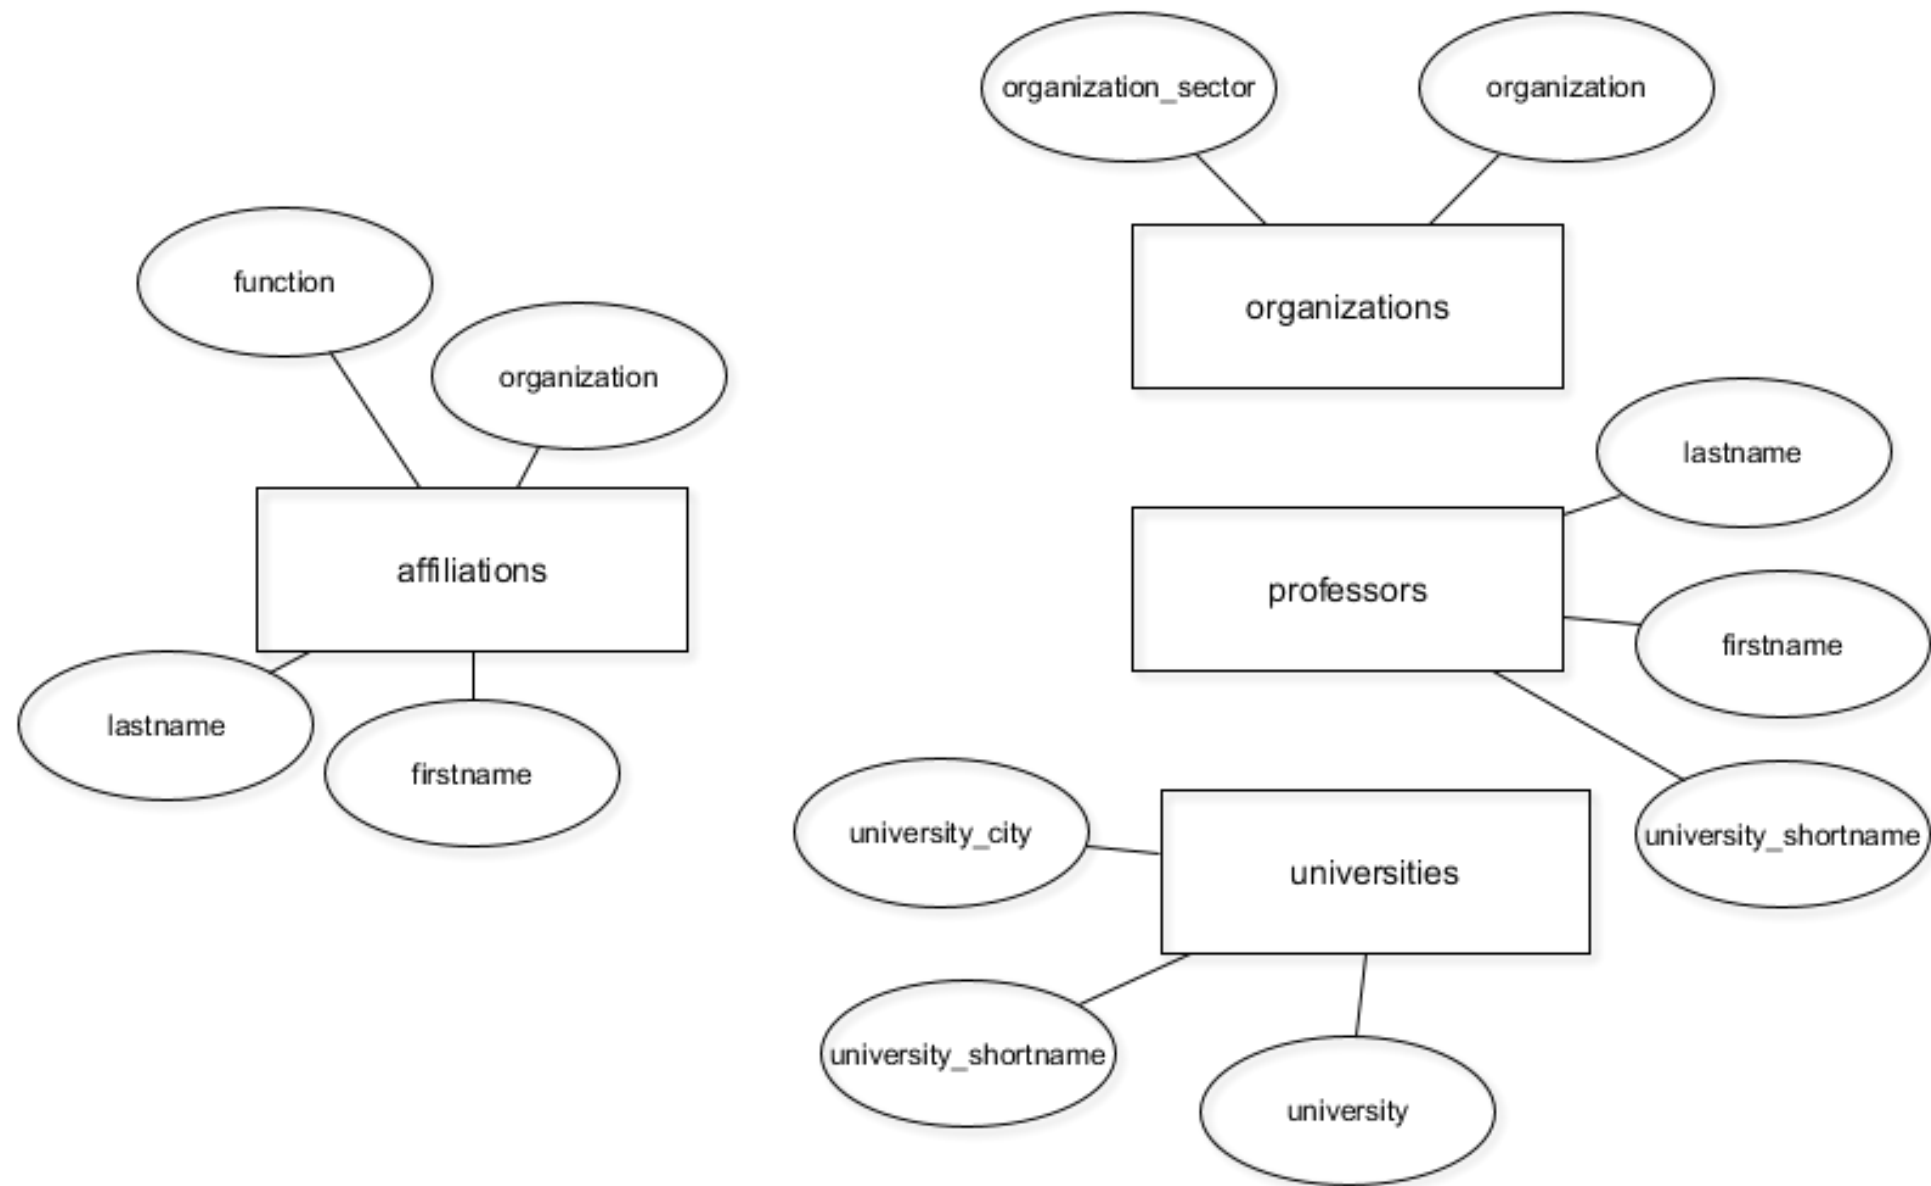 organization_sector
organization
function
organization
organizations
lastname
affiliations
professors
firstname
lastname
firstname
university_city
university_shortname
universities
university_shortname
university